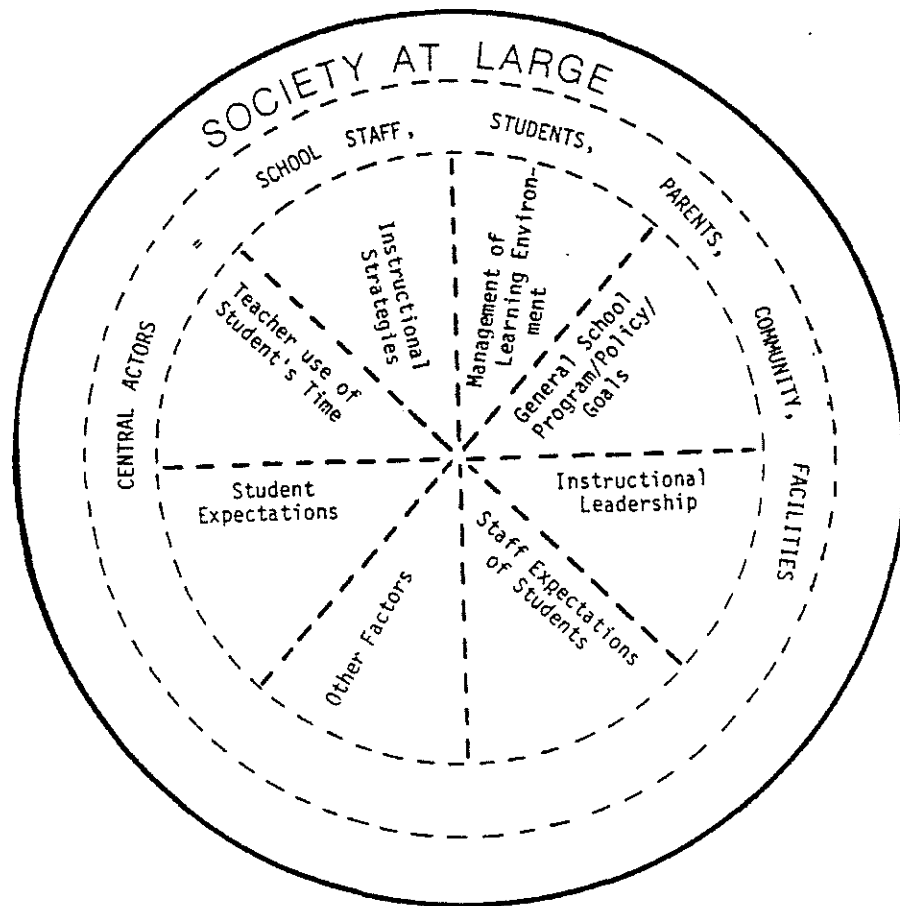 SOCIETY AT LARGE
CENTRAL ACTORS
"
SCHOOL STAFF, STUDENTS, PARENTS, COMMUNITY, FACILITIES
Instructional
Strategies
Management of
Learning Environ-
ment
General School
Program/Policy/
Goals
Instructional
Leadership
Staff Expectations
of Students
Other Factors
Student
Expectations
Teacher use of
Student's Time